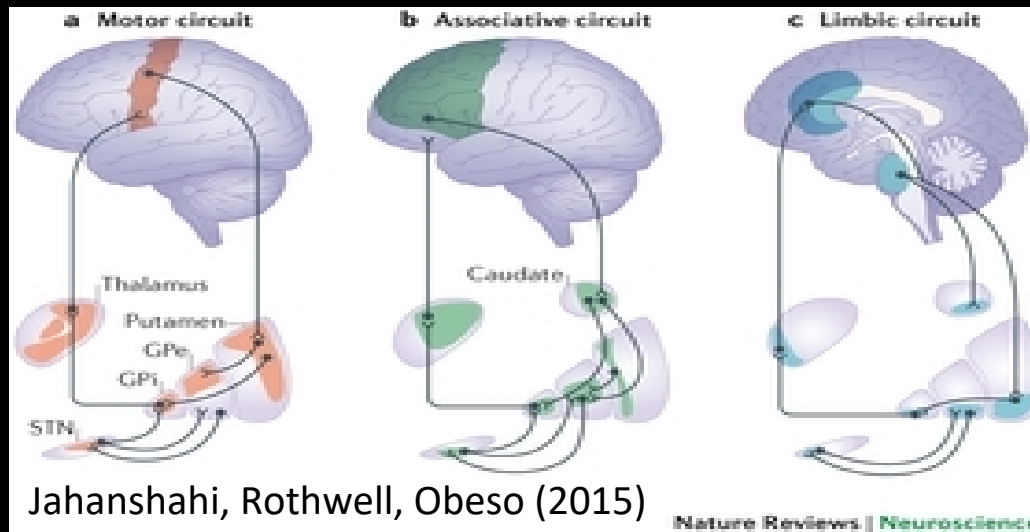 a Motor circuit
b Associative circuit
c Limbic circuit
Thalamus
Putamen
GPe
GPi
STN
Caudate
Jahanshahi, Rothwell, Obeso (2015)
Nature Reviews | Neuroscience